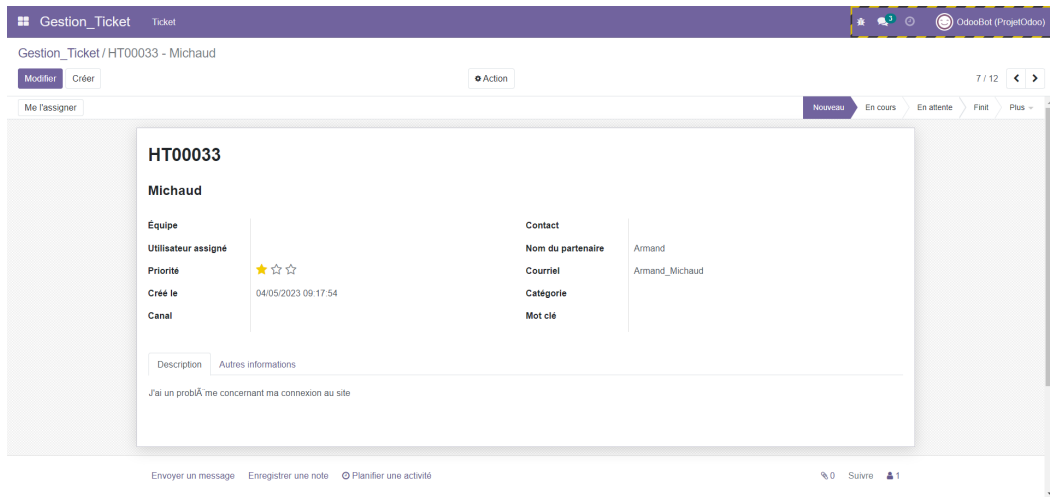 Gestion_Ticket Ticket 3 OdooBot (ProjetOdoo)
Gestion_Ticket / HT00033 - Michaud
Modifier Créer Action 7 / 12
Me l'assigner Nouveau En cours En attente Finit Plus
HT00033
Michaud
Équipe Contact
Utilisateur assigné Nom du partenaire Armand
Priorité Courriel Armand_Michaud
Créé le 04/05/2023 09:17:54 Catégorie
Canal Mot clé
Description Autres informations
J'ai un problÃ¨me concernant ma connexion au site
Envoyer un message Enregistrer une note Planifier une activité 0 Suivre 1